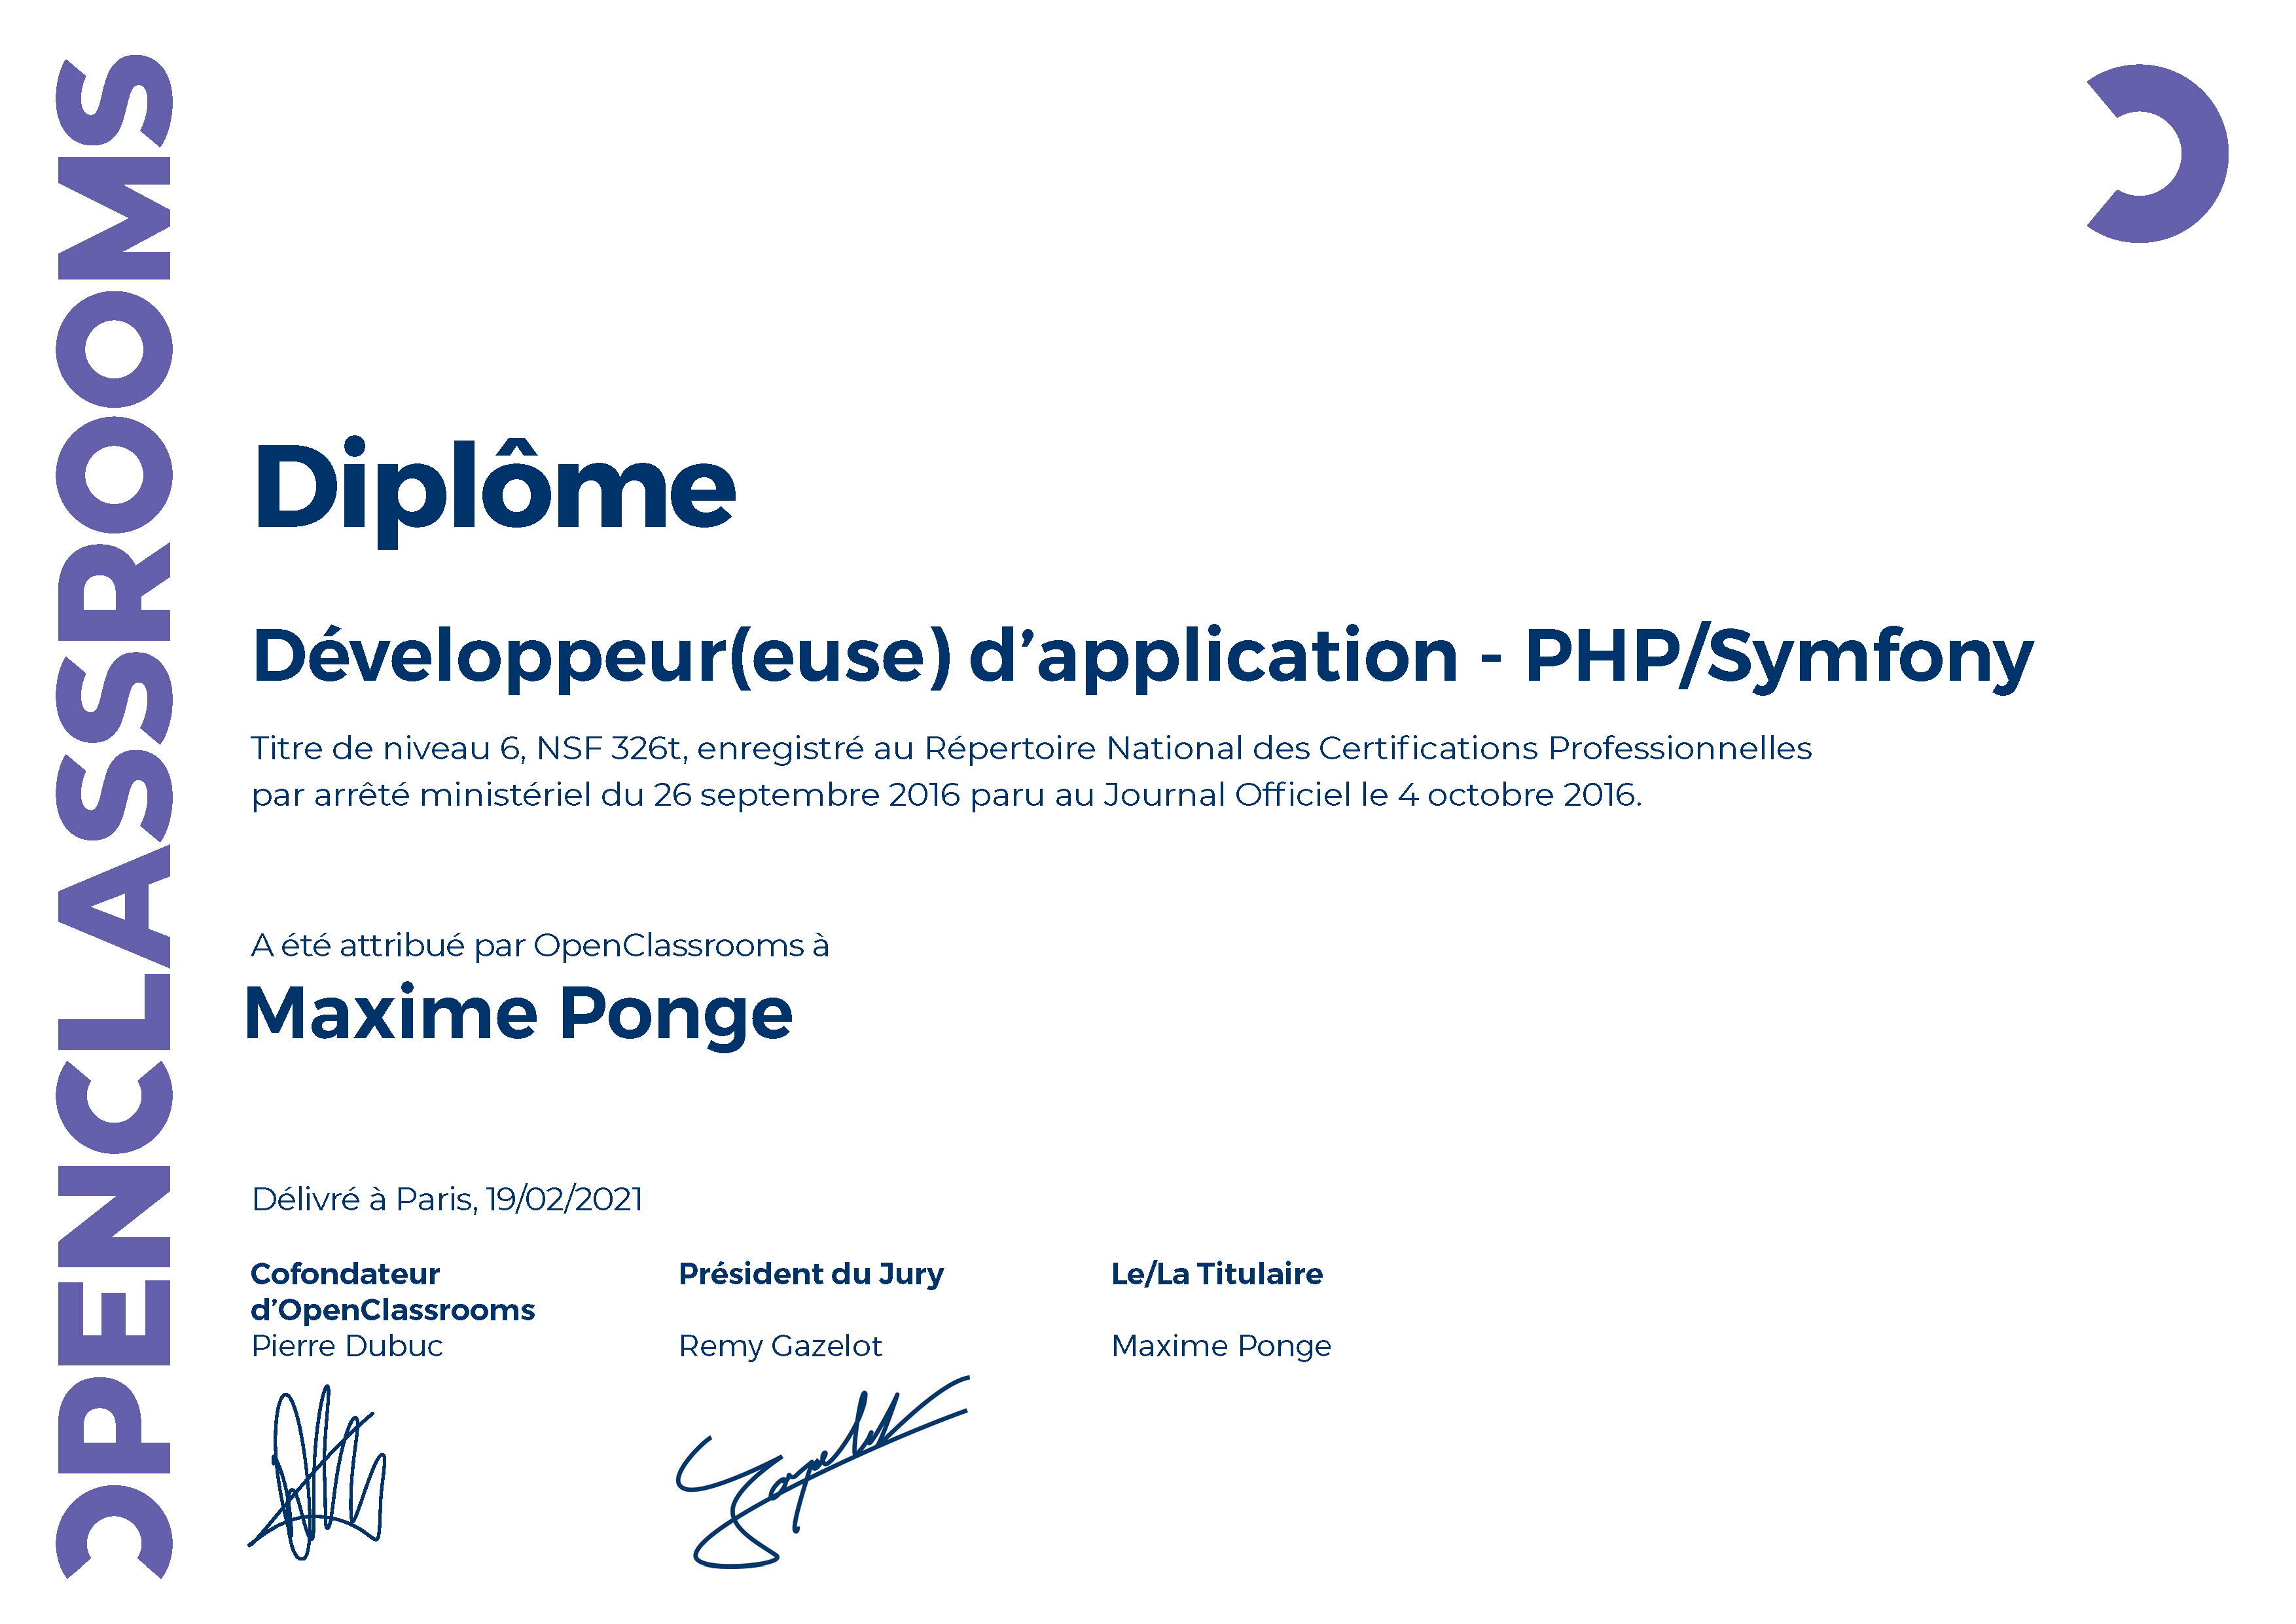 OPENCLASSROOMS
Diplôme
Développeur(euse) d’application - PHP/Symfony
Titre de niveau 6, NSF 326t, enregistré au Répertoire National des Certifications Professionnelles
par arrêté ministériel du 26 septembre 2016 paru au Journal Officiel le 4 octobre 2016.
A été attribué par OpenClassrooms à
Maxime Ponge
Délivré à Paris, 19/02/2021
Cofondateur
d’OpenClassrooms
Pierre Dubuc
Président du Jury
Remy Gazelot
Le/La Titulaire
Maxime Ponge